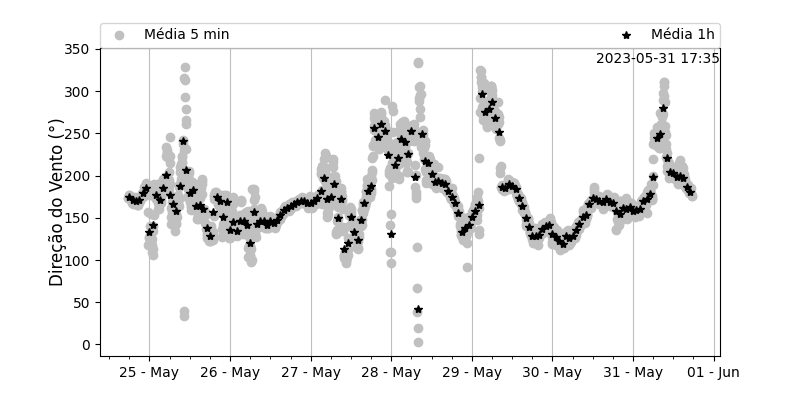 Média 5 min
Média 1h
2023-05-31 17:35
Direção do Vento (°)
350
300
250
200
150
100
50
0
25 - May
26 - May
27 - May
28 - May
29 - May
30 - May
31 - May
01 - Jun